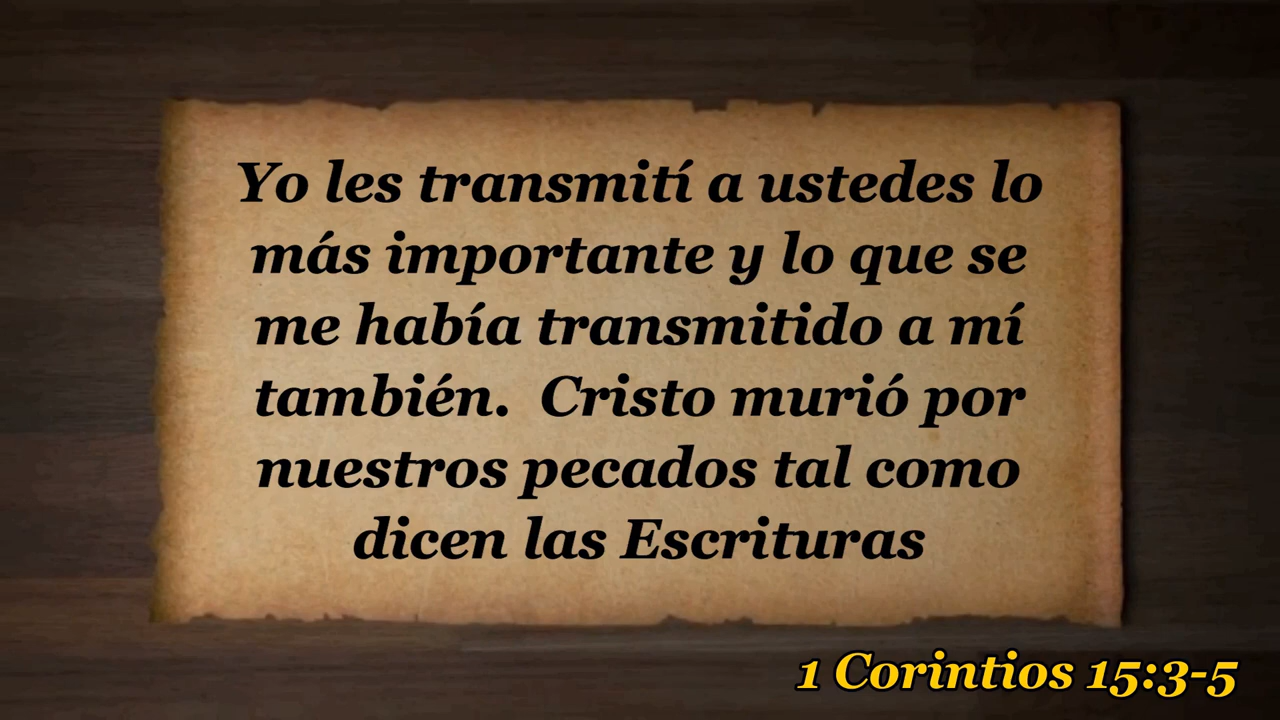 Yo les transmití a ustedes lo
más importante y lo que se
me había transmitido a mí
también.  Cristo murió por
nuestros pecados tal como
dicen las Escrituras
1 Corintios 15:3-5